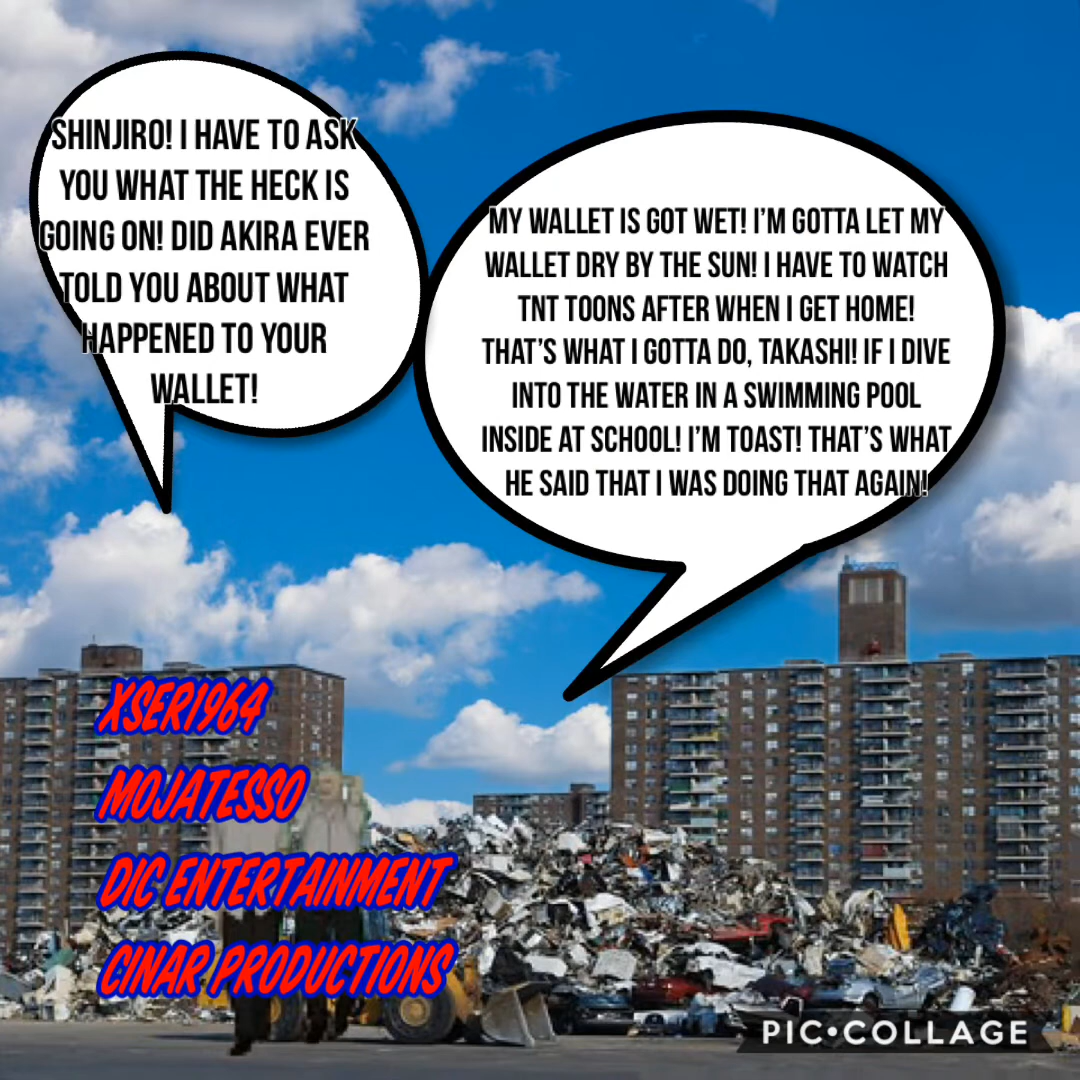 SHINJIRO! I HAVE TO ASK
YOU WHAT THE HECK IS
GOING ON! DID AKIRA EVER
TOLD YOU ABOUT WHAT
HAPPENED TO YOUR
WALLET!
MY WALLET IS GOT WET! I'M GOTTA LET MY
WALLET DRY BY THE SUN! I HAVE TO WATCH
TNT TOONS AFTER WHEN I GET HOME!
THAT'S WHAT I GOTTA DO, TAKASHI! IF I DIVE
INTO THE WATER IN A SWIMMING POOL
INSIDE AT SCHOOL! I'M TOAST! THAT'S WHAT
HE SAID THAT I WAS DOING THAT AGAIN!
XSER1964
MOJATESSO
DIC ENTERTAINMENT
CINAR PRODUCTIONS
PIC•COLLAGE